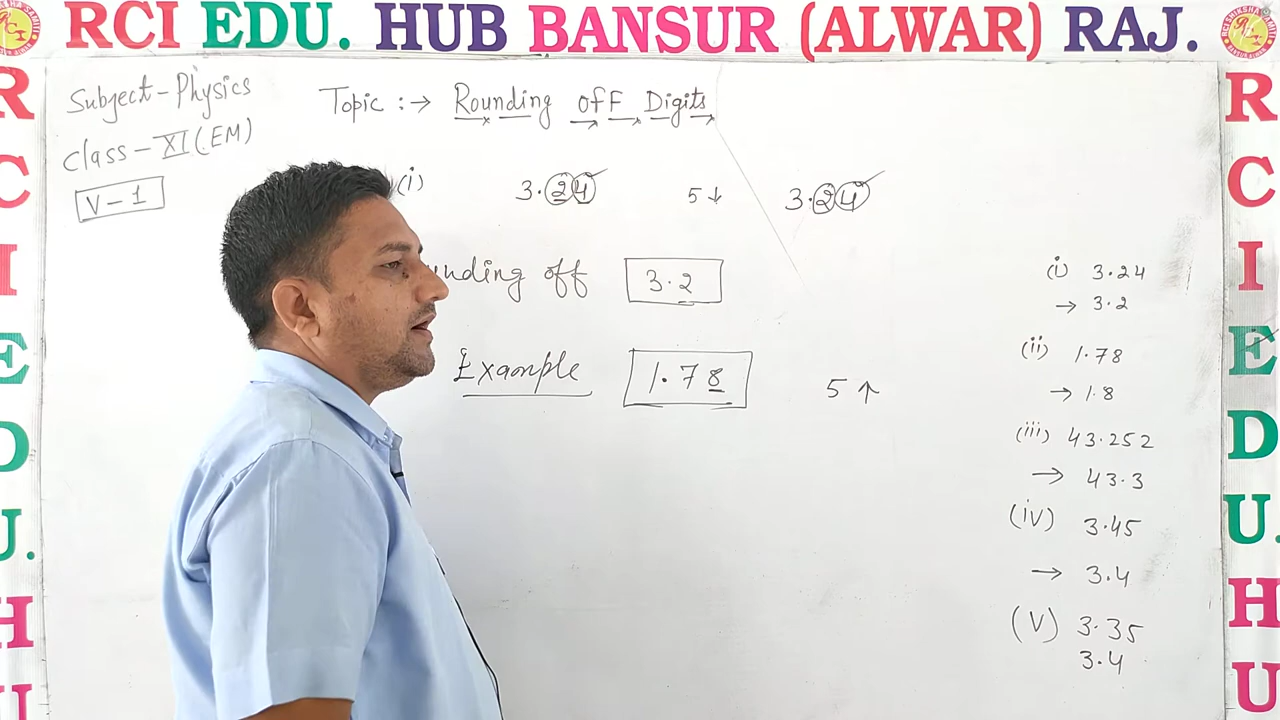 RCI EDU. HUB BANSUR (ALWAR) RAJ.
Subject-Physics
Class-XI(EM)
V-1
Topic :→ Rounding off Digits
(i) 3.24 5↓ 3.24
unding off 3.2
Example 1.78 5↑
(i) 3.24
→ 3.2
(ii) 1.78
→ 1.8
(iii) 43.252
→ 43.3
(iv) 3.45
→ 3.4
(V) 3.35
3.4
R
C
I
E
D
U.
H
U
R
C
I
E
D
U.
H
U